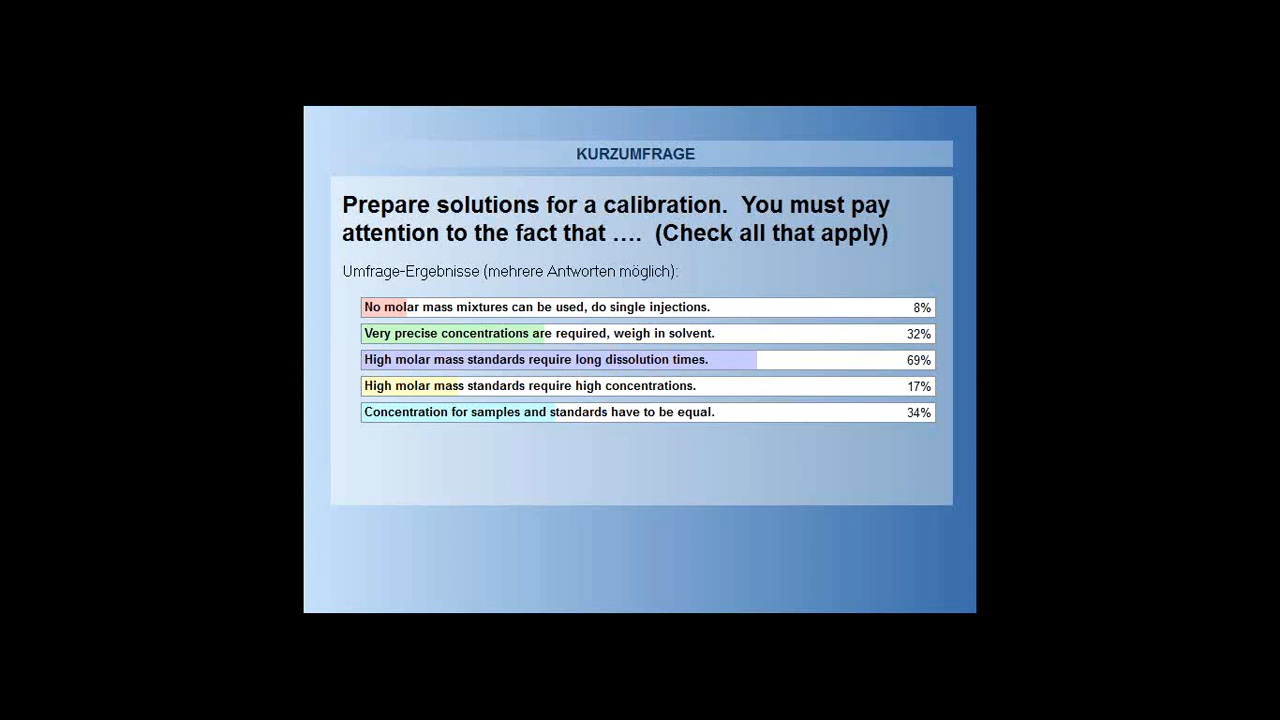 KURZUMFRAGE
Prepare solutions for a calibration.  You must pay
attention to the fact that ….  (Check all that apply)
Umfrage-Ergebnisse (mehrere Antworten möglich):
No molar mass mixtures can be used, do single injections. 8%
Very precise concentrations are required, weigh in solvent. 32%
High molar mass standards require long dissolution times. 69%
High molar mass standards require high concentrations. 17%
Concentration for samples and standards have to be equal. 34%